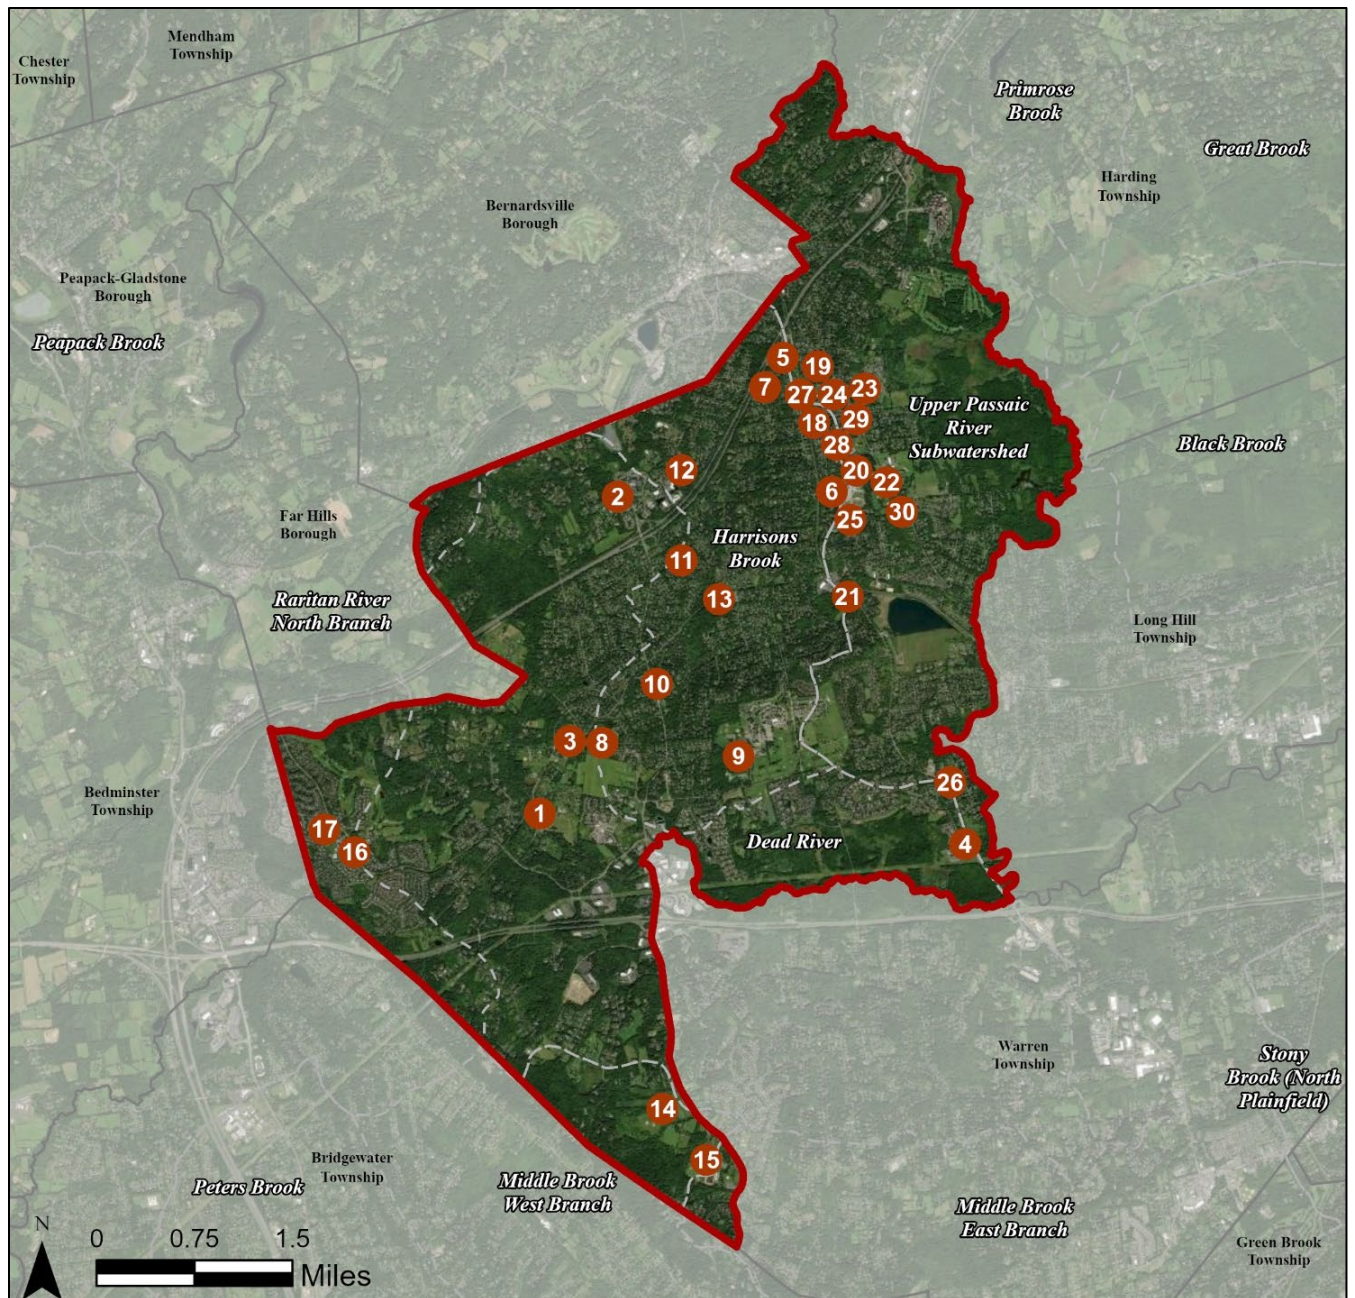 Mendham
Township
Chester
Township
Primrose
Brook
Great Brook
Harding
Township
Bernardsville
Borough
Peapack-Gladstone
Borough
Peapack Brook
5
19
7
27
24
23
18
29
Upper Passaic
River
Subwatershed
28
Black Brook
12
20
2
6
22
25
30
Far Hills
Borough
Harrisons
Brook
11
13
21
Raritan River
North Branch
Long Hill
Township
10
3
8
9
26
Bedminster
Township
1
17
16
Dead River
4
Warren
Township
Stony
Brook (North
Plainfield)
14
15
Bridgewater
Township
Peters Brook
Middle Brook
West Branch
Middle Brook
East Branch
Green Brook
Township
N
0 0.75 1.5
Miles